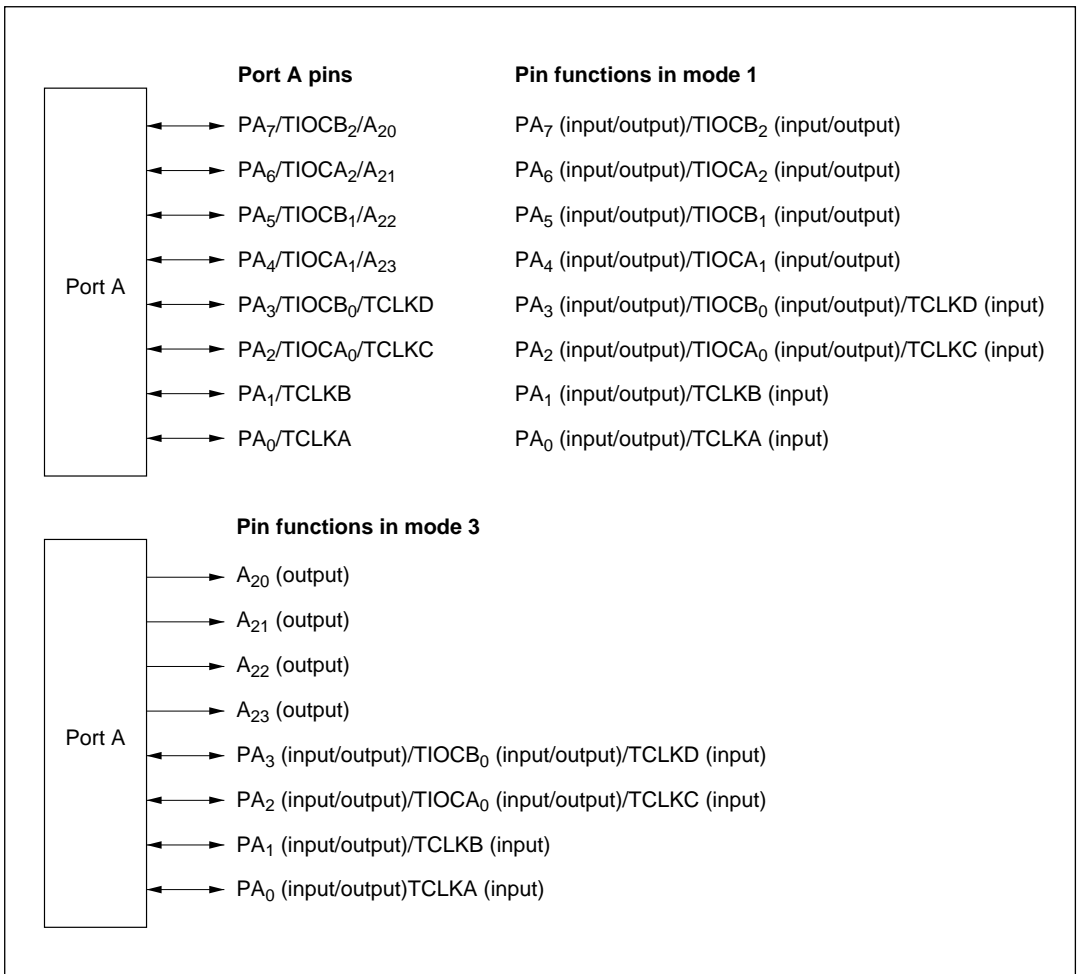 Port A pins Pin functions in mode 1
PA₇/TIOCB₂/A₂₀ PA₇ (input/output)/TIOCB₂ (input/output)
PA₆/TIOCA₂/A₂₁ PA₆ (input/output)/TIOCA₂ (input/output)
PA₅/TIOCB₁/A₂₂ PA₅ (input/output)/TIOCB₁ (input/output)
PA₄/TIOCA₁/A₂₃ PA₄ (input/output)/TIOCA₁ (input/output)
Port A
PA₃/TIOCB₀/TCLKD PA₃ (input/output)/TIOCB₀ (input/output)/TCLKD (input)
PA₂/TIOCA₀/TCLKC PA₂ (input/output)/TIOCA₀ (input/output)/TCLKC (input)
PA₁/TCLKB PA₁ (input/output)/TCLKB (input)
PA₀/TCLKA PA₀ (input/output)/TCLKA (input)
Pin functions in mode 3
A₂₀ (output)
A₂₁ (output)
A₂₂ (output)
A₂₃ (output)
Port A
PA₃ (input/output)/TIOCB₀ (input/output)/TCLKD (input)
PA₂ (input/output)/TIOCA₀ (input/output)/TCLKC (input)
PA₁ (input/output)/TCLKB (input)
PA₀ (input/output)TCLKA (input)